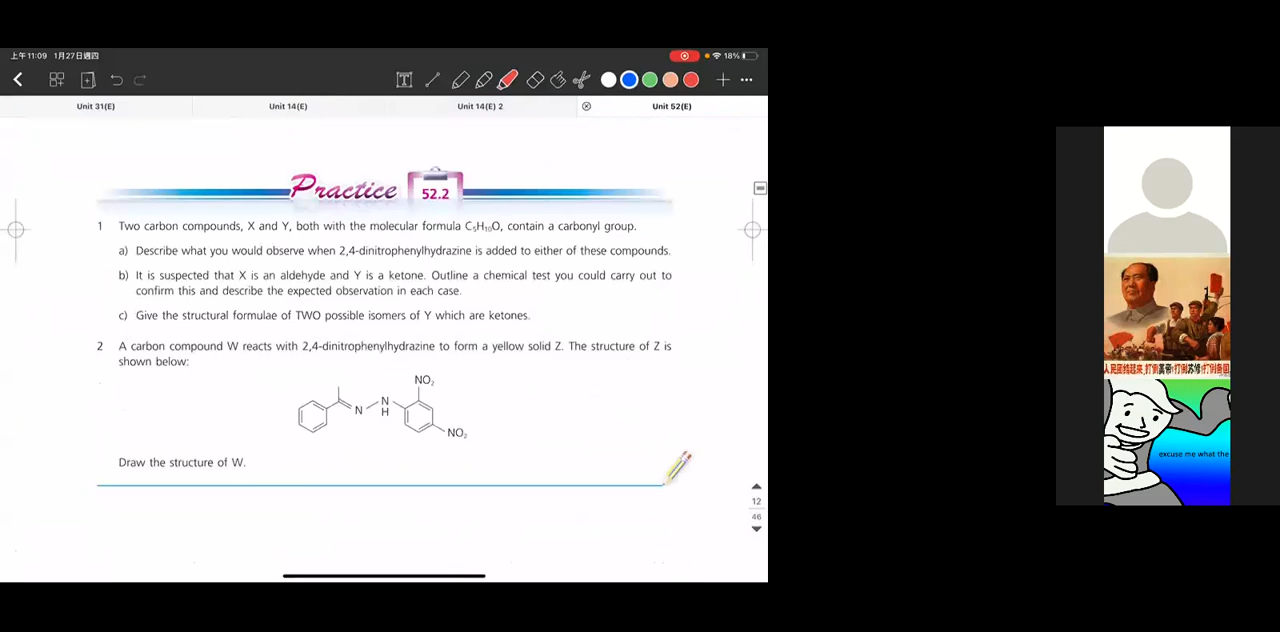 上午11:09 1月27日週四
18%
Unit 31(E)
Unit 14(E)
Unit 14(E) 2
Unit 52(E)
Practice 52.2
1 Two carbon compounds, X and Y, both with the molecular formula C₅H₁₀O, contain a carbonyl group.
a) Describe what you would observe when 2,4-dinitrophenylhydrazine is added to either of these compounds.
b) It is suspected that X is an aldehyde and Y is a ketone. Outline a chemical test you could carry out to
confirm this and describe the expected observation in each case.
c) Give the structural formulae of TWO possible isomers of Y which are ketones.
2 A carbon compound W reacts with 2,4-dinitrophenylhydrazine to form a yellow solid Z. The structure of Z is
shown below:
NO₂
N
N
H
NO₂
Draw the structure of W.
12
46
excuse me what the